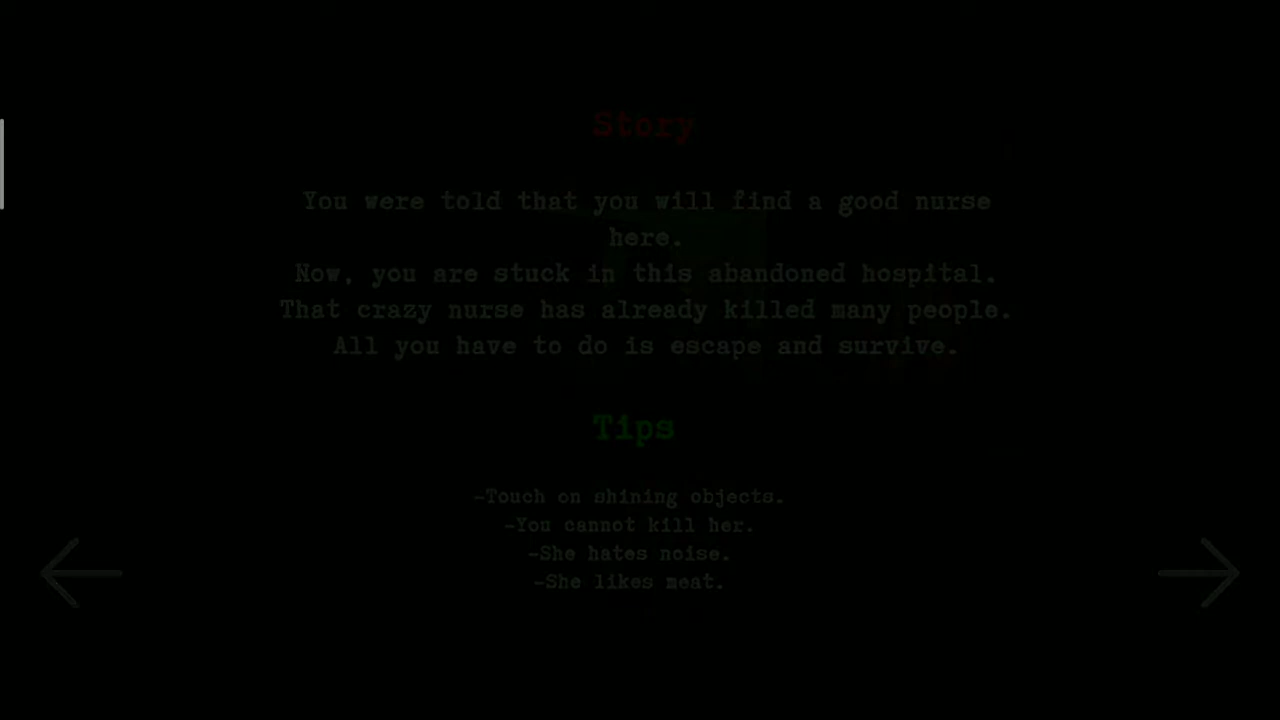 Story
You were told that you will find a good nurse
here.
Now, you are stuck in this abandoned hospital.
That crazy nurse has already killed many people.
All you have to do is escape and survive.
Tips
-Touch on shining objects.
-You cannot kill her.
-She hates noise.
-She likes meat.